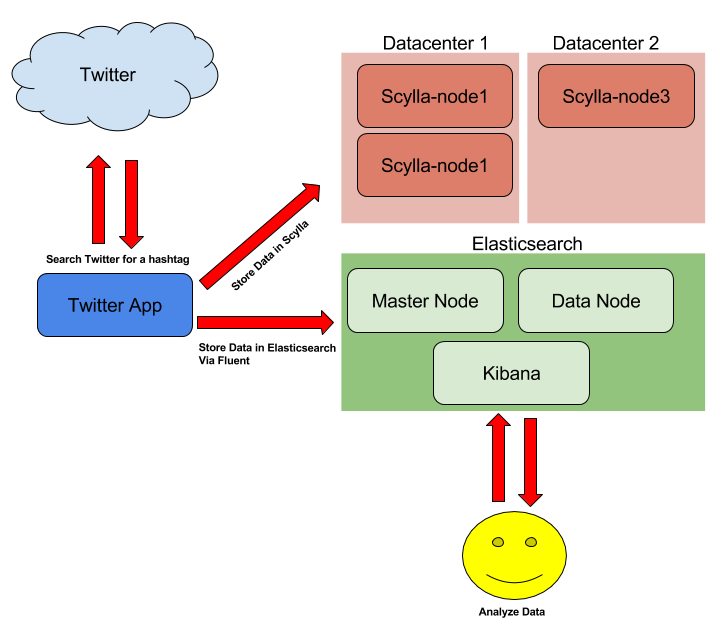 Twitter
Datacenter 1
Datacenter 2
Scylla-node1
Scylla-node3
Scylla-node1
Search Twitter for a hashtag
Store Data in Scylla
Twitter App
Store Data in Elasticsearch
Via Fluent
Elasticsearch
Master Node
Data Node
Kibana
Analyze Data